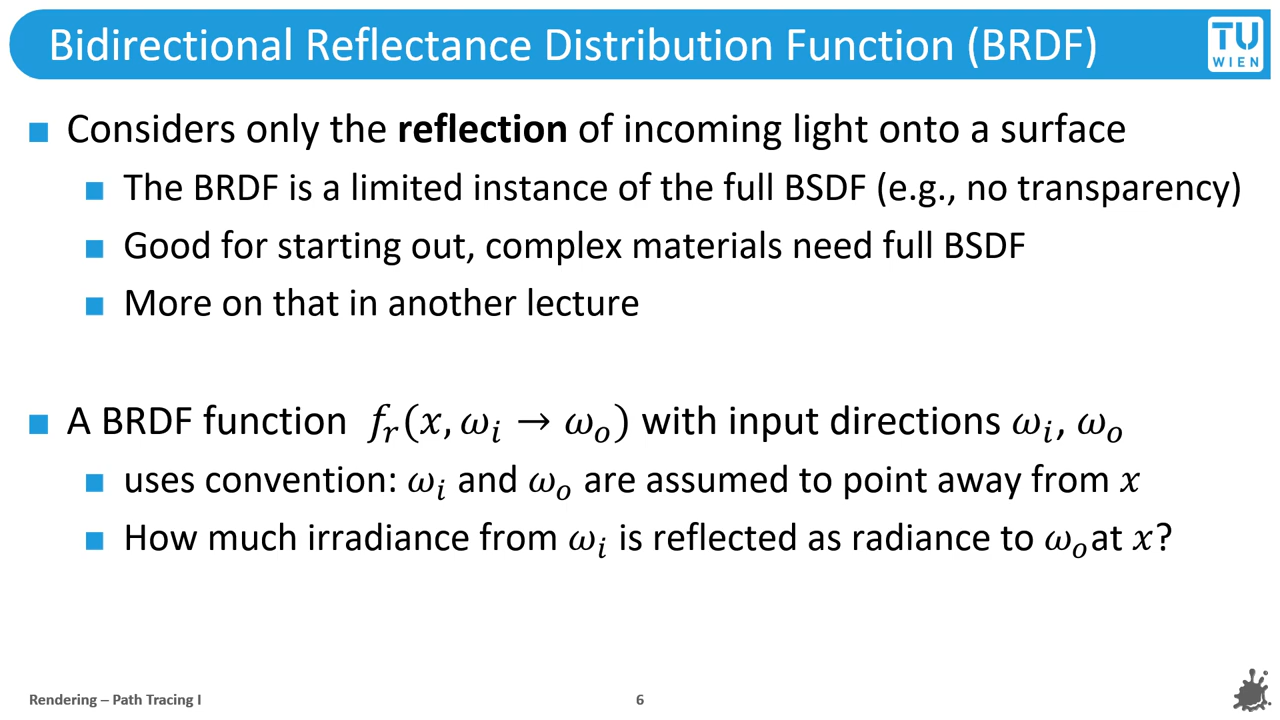 Bidirectional Reflectance Distribution Function (BRDF)
TU
WIEN
Considers only the reflection of incoming light onto a surface
The BRDF is a limited instance of the full BSDF (e.g., no transparency)
Good for starting out, complex materials need full BSDF
More on that in another lecture
A BRDF function f_r(x, ω_i → ω_o) with input directions ω_i, ω_o
uses convention: ω_i and ω_o are assumed to point away from x
How much irradiance from ω_i is reflected as radiance to ω_o at x?
Rendering – Path Tracing I
6